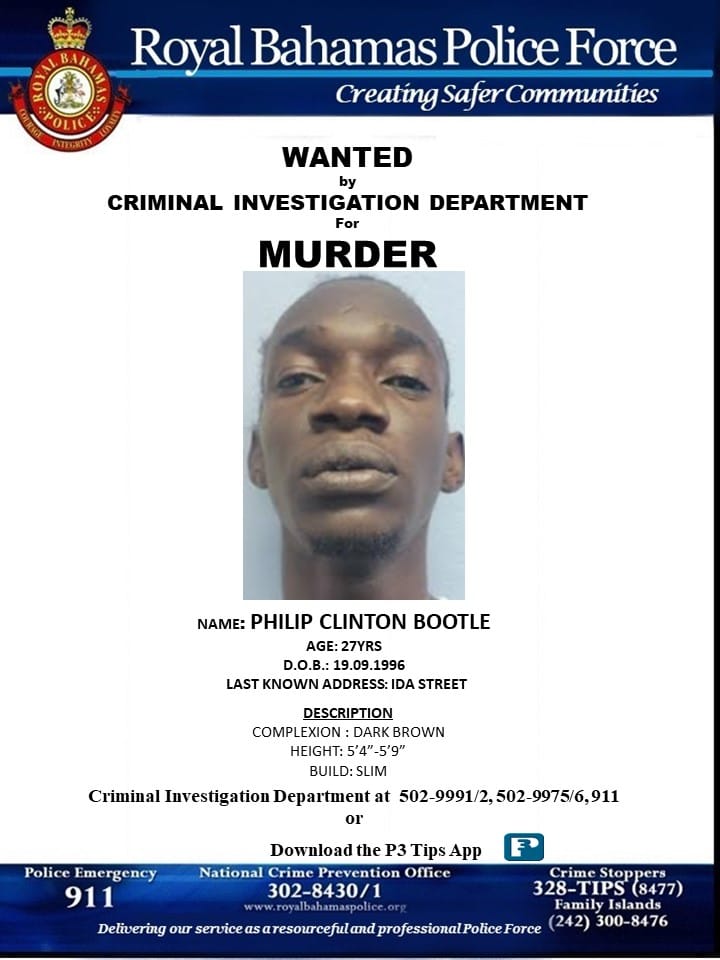 Royal Bahamas Police Force
Creating Safer Communities
ROYAL BAHAMAS
POLICE
COURAGE INTEGRITY LOYALTY
WANTED
by
CRIMINAL INVESTIGATION DEPARTMENT
For
MURDER
NAME: PHILIP CLINTON BOOTLE
AGE: 27YRS
D.O.B.: 19.09.1996
LAST KNOWN ADDRESS: IDA STREET
DESCRIPTION
COMPLEXION : DARK BROWN
HEIGHT: 5’4”-5’9”
BUILD: SLIM
Criminal Investigation Department at 502-9991/2, 502-9975/6, 911
or
Download the P3 Tips App
P3
Police Emergency
911
National Crime Prevention Office
302-8430/1
www.royalbahamaspolice.org
Crime Stoppers
328-TIPS (8477)
Family Islands
(242) 300-8476
Delivering our service as a resourceful and professional Police Force